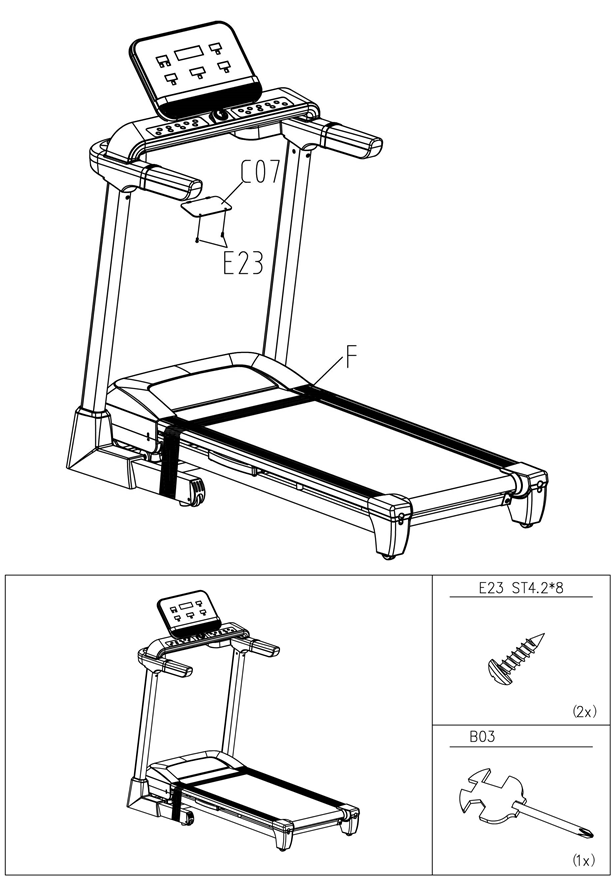 C07
E23
F
E23 ST4.2*8
(2x)
B03
(1x)